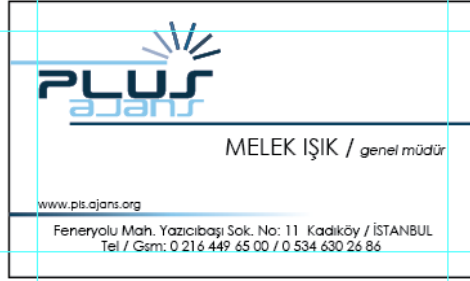 PLUS
ajans
MELEK IŞIK / genel müdür
www.pls.ajans.org
Feneryolu Mah. Yazıcıbaşı Sok. No: 11 Kadıköy / İSTANBUL
Tel / Gsm: 0 216 449 65 00 / 0 534 630 26 86